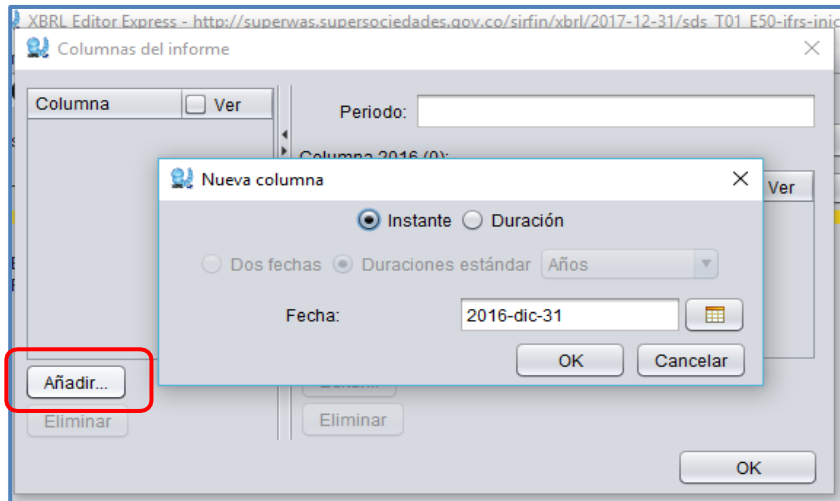 XBRL Editor Express - http://superwas.supersociedades.gov.co/sirfin/xbrl/2017-12-31/sds_T01_E50-ifrs-inic
Columnas del informe
Columna Ver
Periodo:
Columna 2016 (0):
Ver
Nueva columna
Instante Duración
Dos fechas Duraciones estándar Años
Fecha: 2016-dic-31
OK Cancelar
Añadir...
Eliminar Eliminar
OK